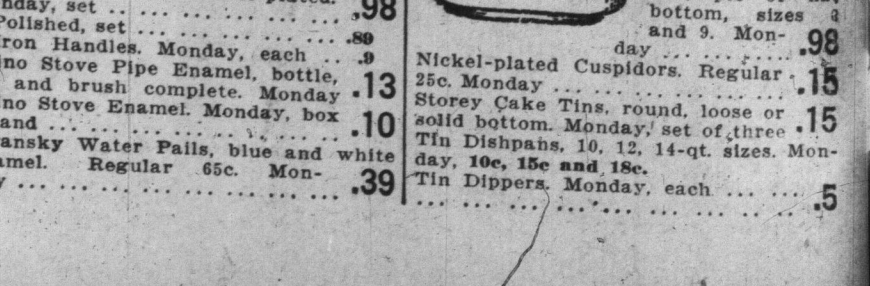 nday, set .. .. ... ... ... ... .98
Polished, set ... ... ... ... ... .89
ron Handles. Monday, each ... .9
no Stove Pipe Enamel, bottle,
and brush complete. Monday .13
no Stove Enamel. Monday, box
and ... ... ... ... ... ... ... .10
ansky Water Pails, blue and white
amel. Regular 65c. Mon-
y ... ... ... ... ... ... ... .39
bottom, sizes
and 9. Mon-
day ... ... ... ... .98
Nickel-plated Cuspidors. Regular
25c. Monday ... ... ... ... ... .15
Storey Cake Tins, round, loose or
solid bottom. Monday, set of three .15
Tin Dishpans, 10, 12, 14-qt. sizes. Mon-
day, 10c, 15c and 18c.
Tin Dippers. Monday, each ... ...
... ... ... ... ... ... ... ... .5